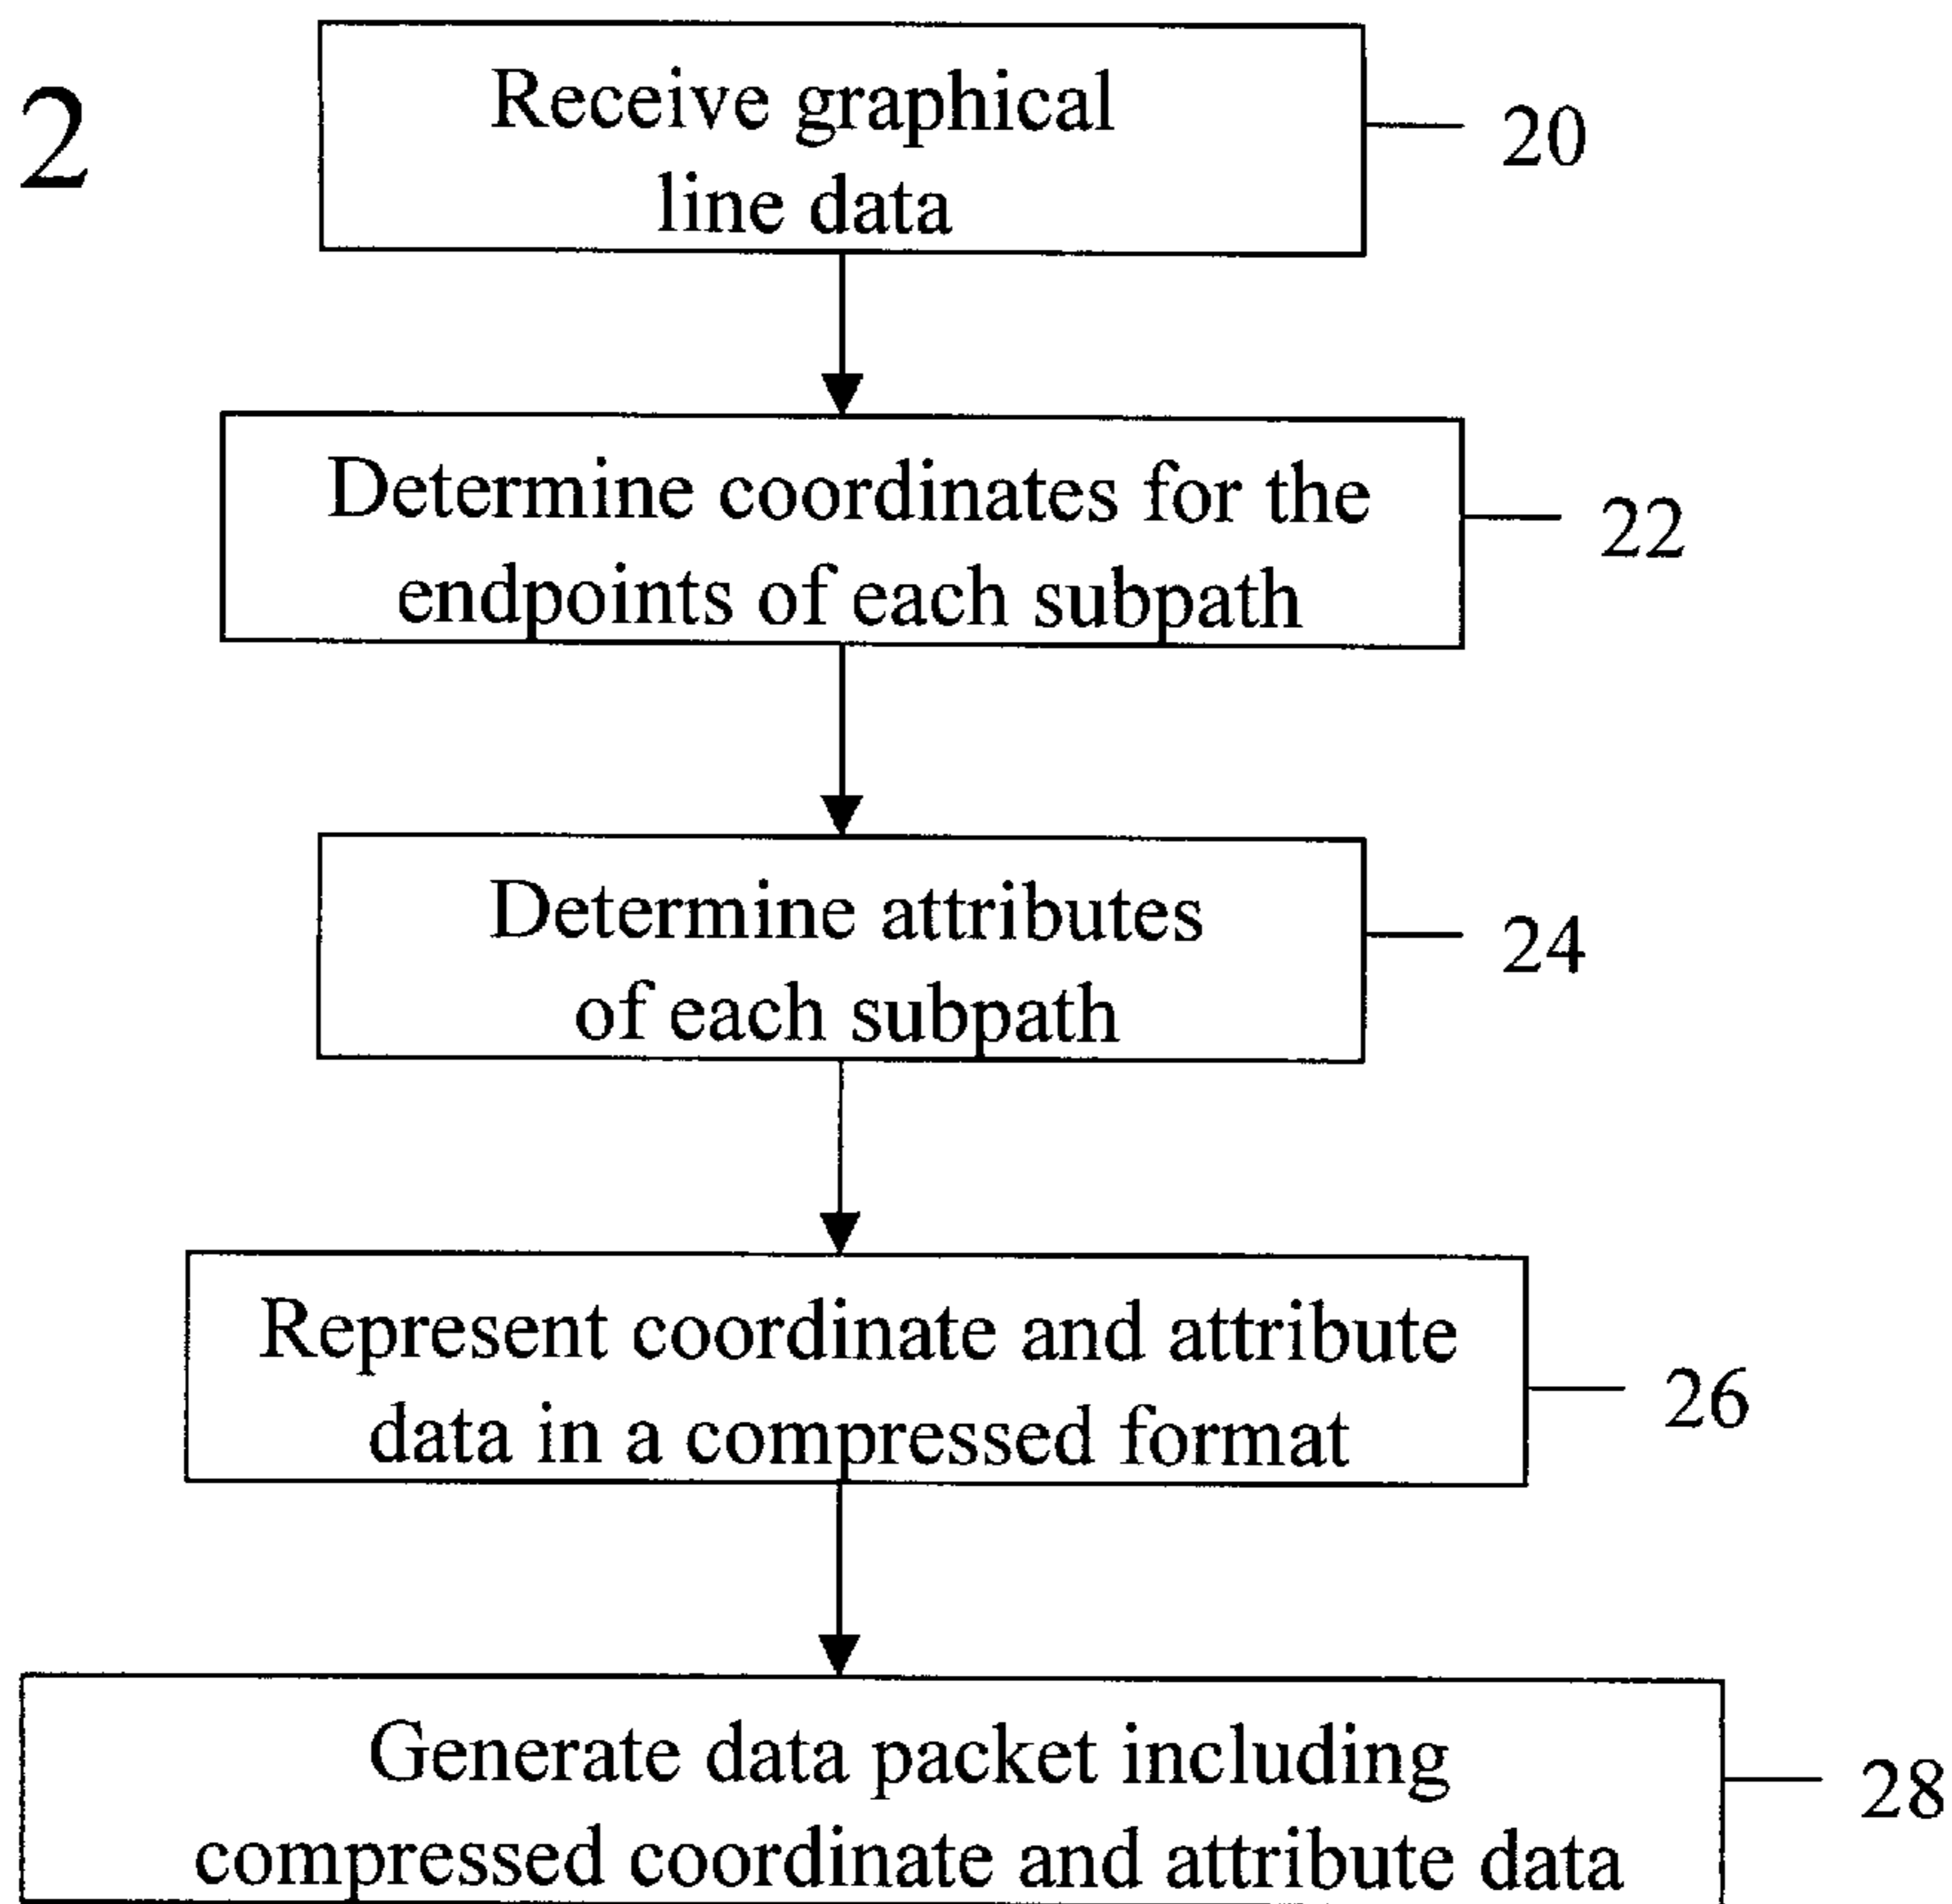 2
Receive graphical
line data
20
Determine coordinates for the
endpoints of each subpath
22
Determine attributes
of each subpath
24
Represent coordinate and attribute
data in a compressed format
26
Generate data packet including
compressed coordinate and attribute data
28